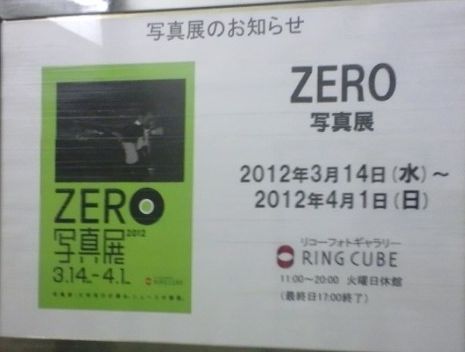 写真展のお知らせ
ZERO
写真展
2012年3月14日(水)～
2012年4月1日(日)
リコーフォトギャラリー
RING CUBE
11:00～20:00 火曜日休館
(最終日17:00終了)
ZERO
写真展 2012
3.14.-4.1.
RING CUBE